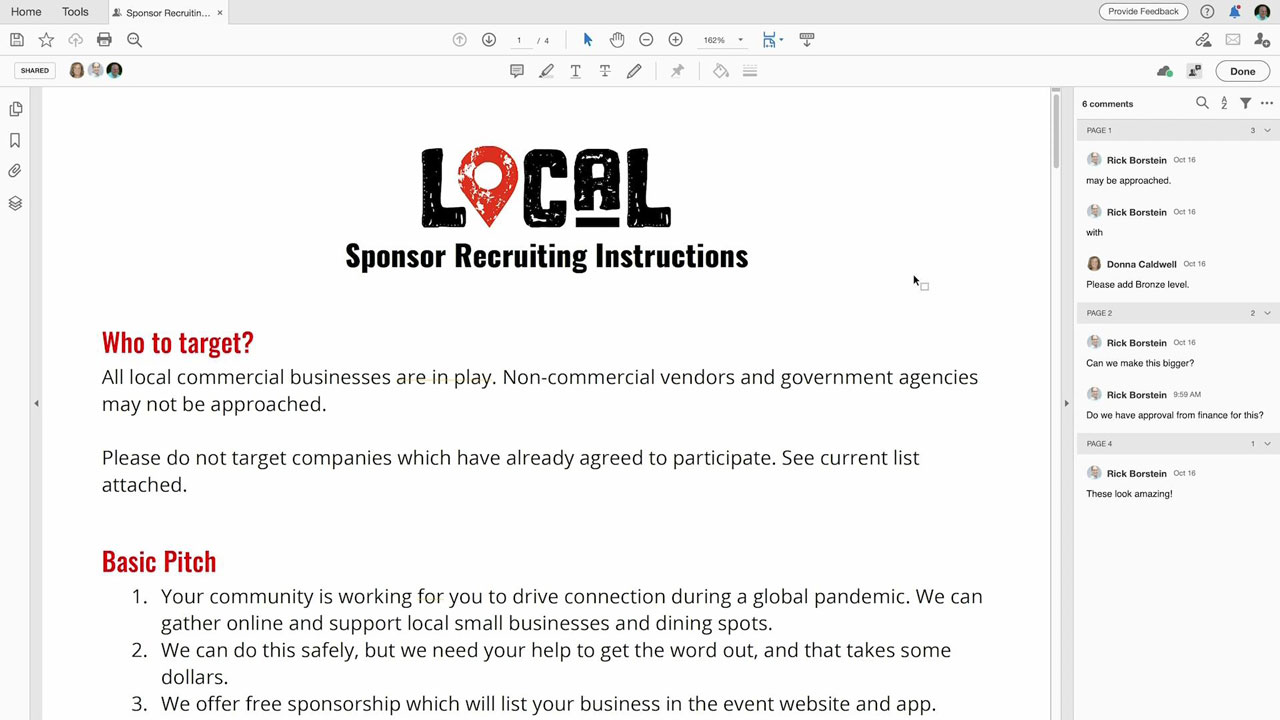 Home Tools Sponsor Recruitin... × Provide Feedback
1 / 4 162%
SHARED Done
6 comments
PAGE 1 3
Rick Borstein Oct 16
may be approached.
Rick Borstein Oct 16
with
Donna Caldwell Oct 16
Please add Bronze level.
PAGE 2 2
Rick Borstein Oct 16
Can we make this bigger?
Rick Borstein 9:59 AM
Do we have approval from finance for this?
PAGE 4 1
Rick Borstein Oct 16
These look amazing!
LOCAL
Sponsor Recruiting Instructions
Who to target?
All local commercial businesses are in play. Non-commercial vendors and government agencies
may not be approached.
Please do not target companies which have already agreed to participate. See current list
attached.
Basic Pitch
1. Your community is working for you to drive connection during a global pandemic. We can
gather online and support local small businesses and dining spots.
2. We can do this safely, but we need your help to get the word out, and that takes some
dollars.
3. We offer free sponsorship which will list your business in the event website and app.